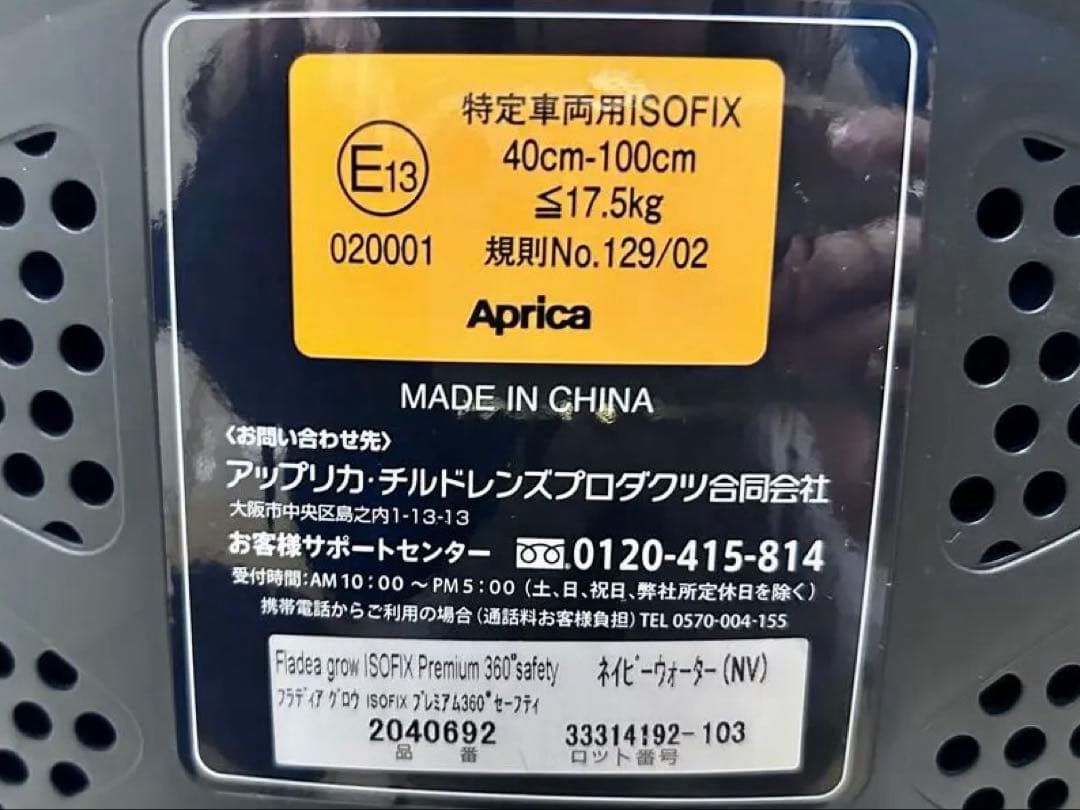 特定車両用ISOFIX
40cm-100cm
≦17.5kg
E13
020001
規則No.129/02
Aprica
MADE IN CHINA
〈お問い合わせ先〉
アップリカ・チルドレンズプロダクツ合同会社
大阪市中央区島之内1-13-13
お客様サポートセンター 0120-415-814
受付時間:AM10:00〜PM5:00(土、日、祝日、弊社所定休日を除く)
携帯電話からご利用の場合(通話料お客様負担)TEL 0570-004-155
Fladea grow ISOFIX Premium 360°safety ネイビーウォーター(NV)
フラディア グロウ ISOFIX プレミアム360°セーフティ
2040692 33314192-103
品番 ロット番号